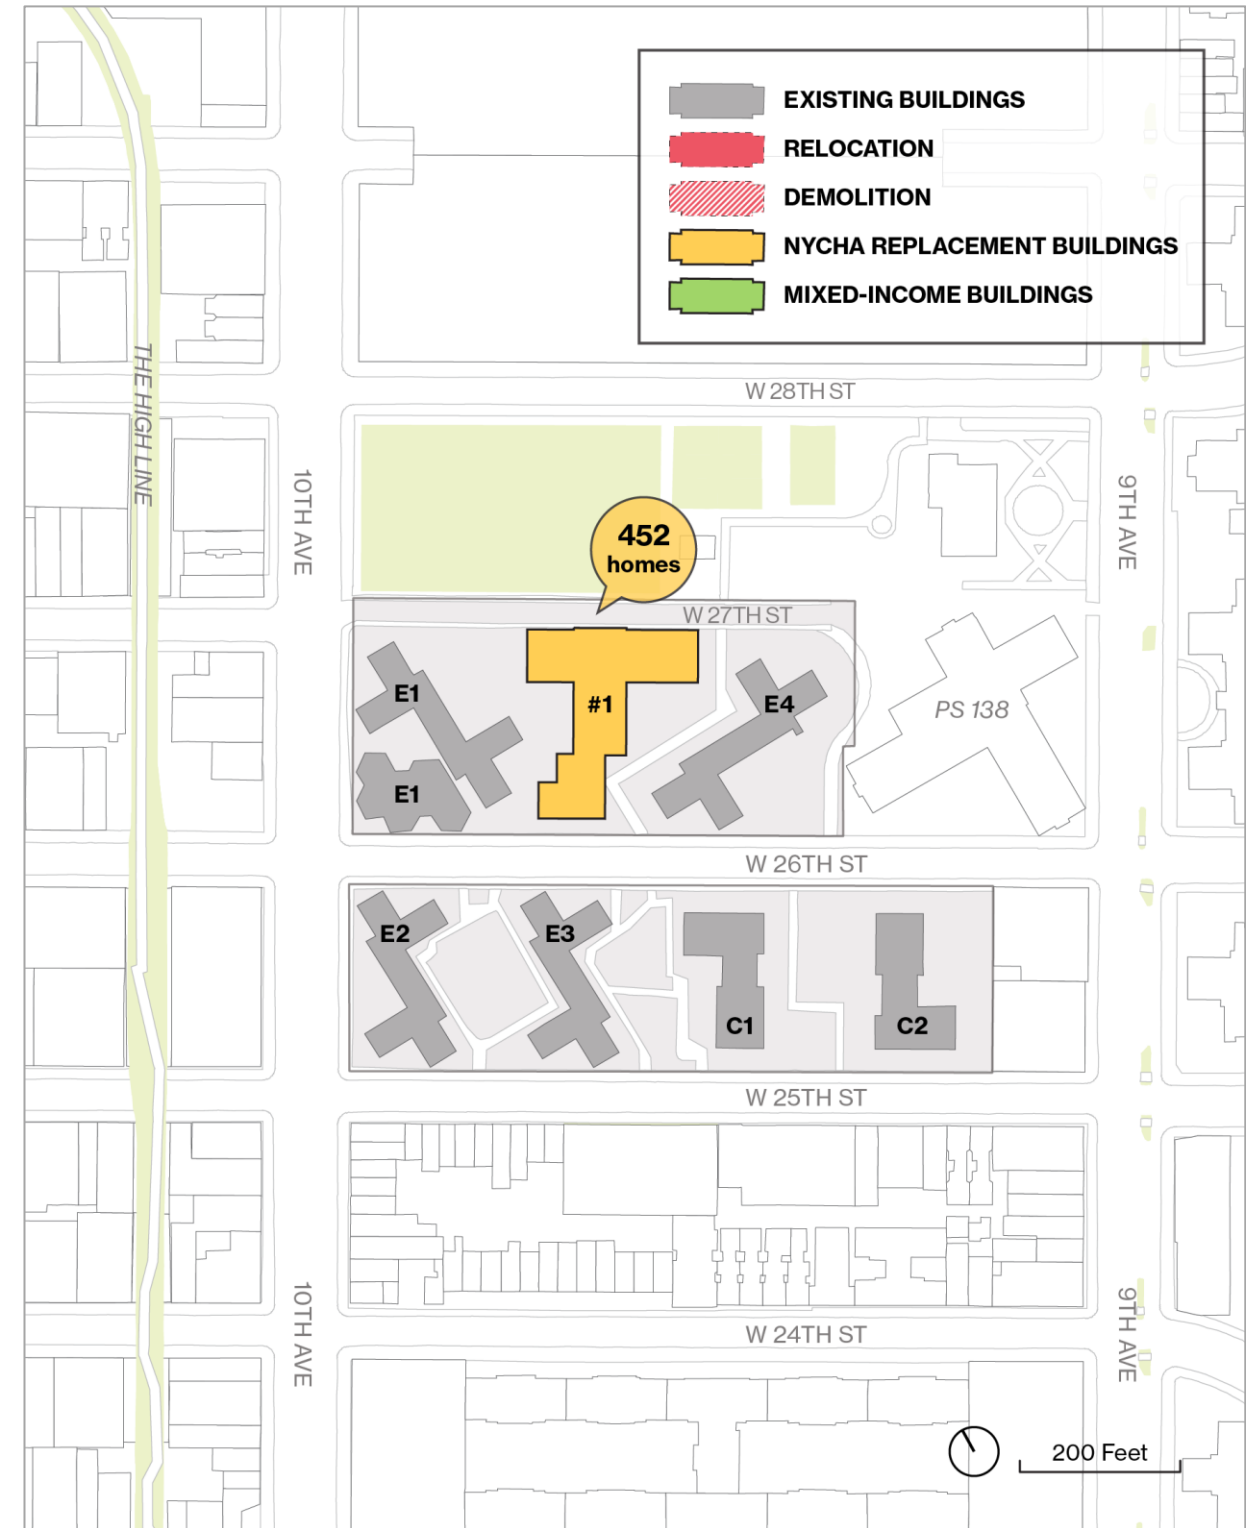 EXISTING BUILDINGS
RELOCATION
DEMOLITION
NYCHA REPLACEMENT BUILDINGS
MIXED-INCOME BUILDINGS
THE HIGH LINE
W 28TH ST
10TH AVE
9TH AVE
452
homes
W 27TH ST
E1
#1
E4
PS 138
E1
W 26TH ST
E2
E3
C1
C2
W 25TH ST
10TH AVE
9TH AVE
W 24TH ST
200 Feet